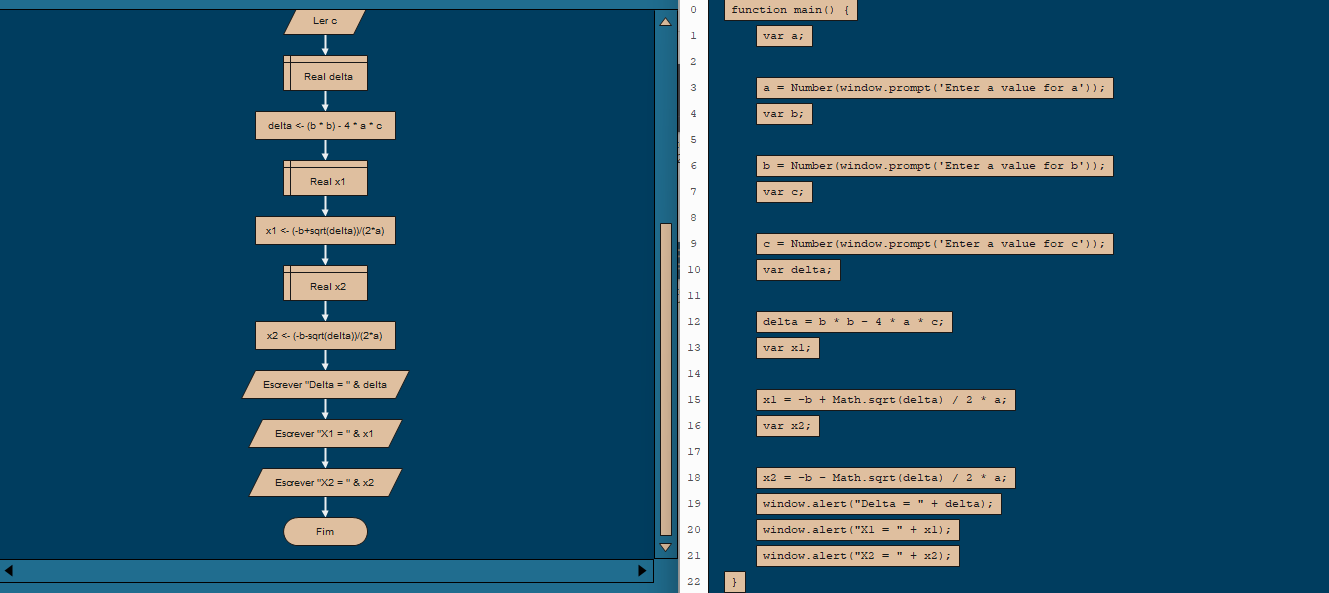 Ler c
Real delta
delta <- (b * b) - 4 * a * c
Real x1
x1 <- (-b+sqrt(delta))/(2*a)
Real x2
x2 <- (-b-sqrt(delta))/(2*a)
Escrever "Delta = " & delta
Escrever "X1 = " & x1
Escrever "X2 = " & x2
Fim
0 function main() {
1 var a;
2
3 a = Number(window.prompt('Enter a value for a'));
4 var b;
5
6 b = Number(window.prompt('Enter a value for b'));
7 var c;
8
9 c = Number(window.prompt('Enter a value for c'));
10 var delta;
11
12 delta = b * b - 4 * a * c;
13 var x1;
14
15 x1 = -b + Math.sqrt(delta) / 2 * a;
16 var x2;
17
18 x2 = -b - Math.sqrt(delta) / 2 * a;
19 window.alert("Delta = " + delta);
20 window.alert("X1 = " + x1);
21 window.alert("X2 = " + x2);
22 }